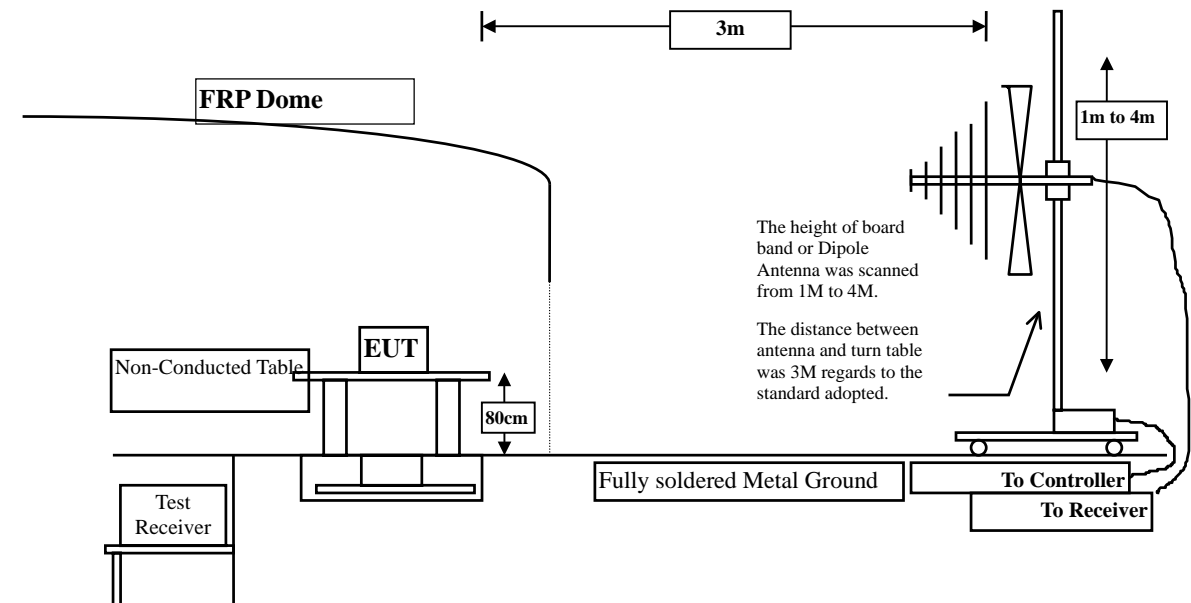 3m
FRP Dome
1m to 4m
The height of board
band or Dipole
Antenna was scanned
from 1M to 4M.
The distance between
antenna and turn table
was 3M regards to the
standard adopted.
EUT
Non-Conducted Table
80cm
Fully soldered Metal Ground
To Controller
To Receiver
Test
Receiver